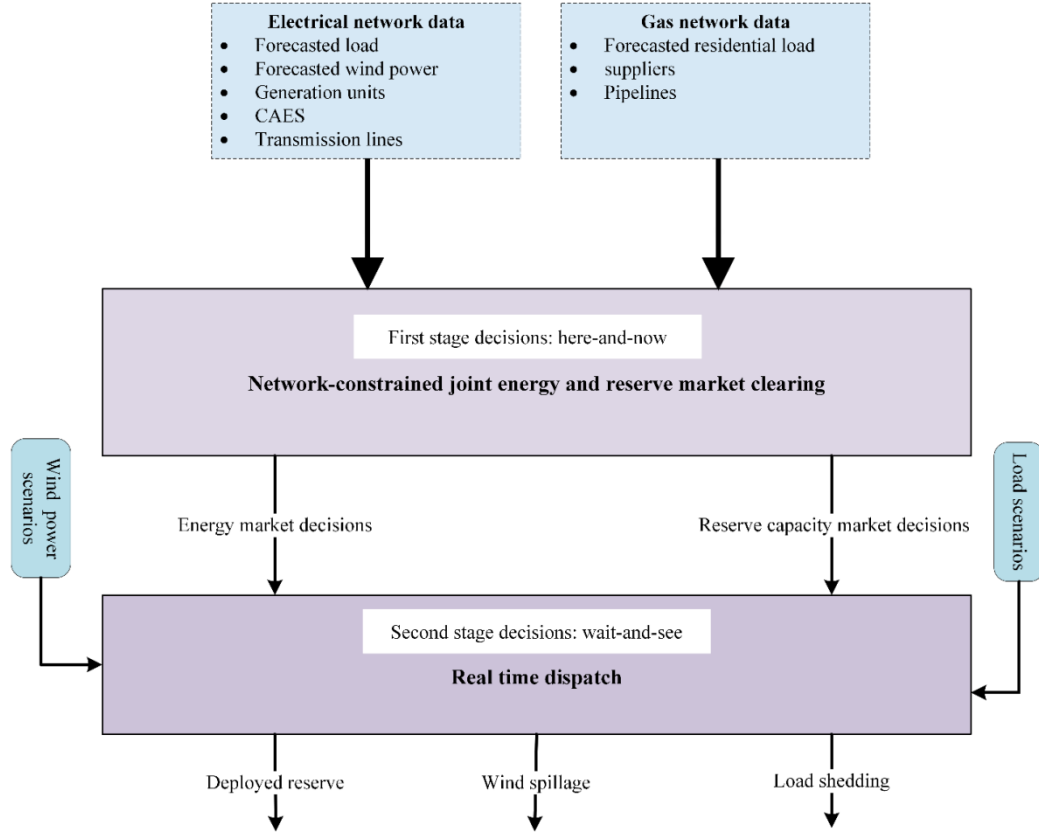 Electrical network data
• Forecasted load
• Forecasted wind power
• Generation units
• CAES
• Transmission lines
Gas network data
• Forecasted residential load
• suppliers
• Pipelines
First stage decisions: here-and-now
Network-constrained joint energy and reserve market clearing
Wind power
scenarios
Load scenarios
Energy market decisions
Reserve capacity market decisions
Second stage decisions: wait-and-see
Real time dispatch
Deployed reserve
Wind spillage
Load shedding